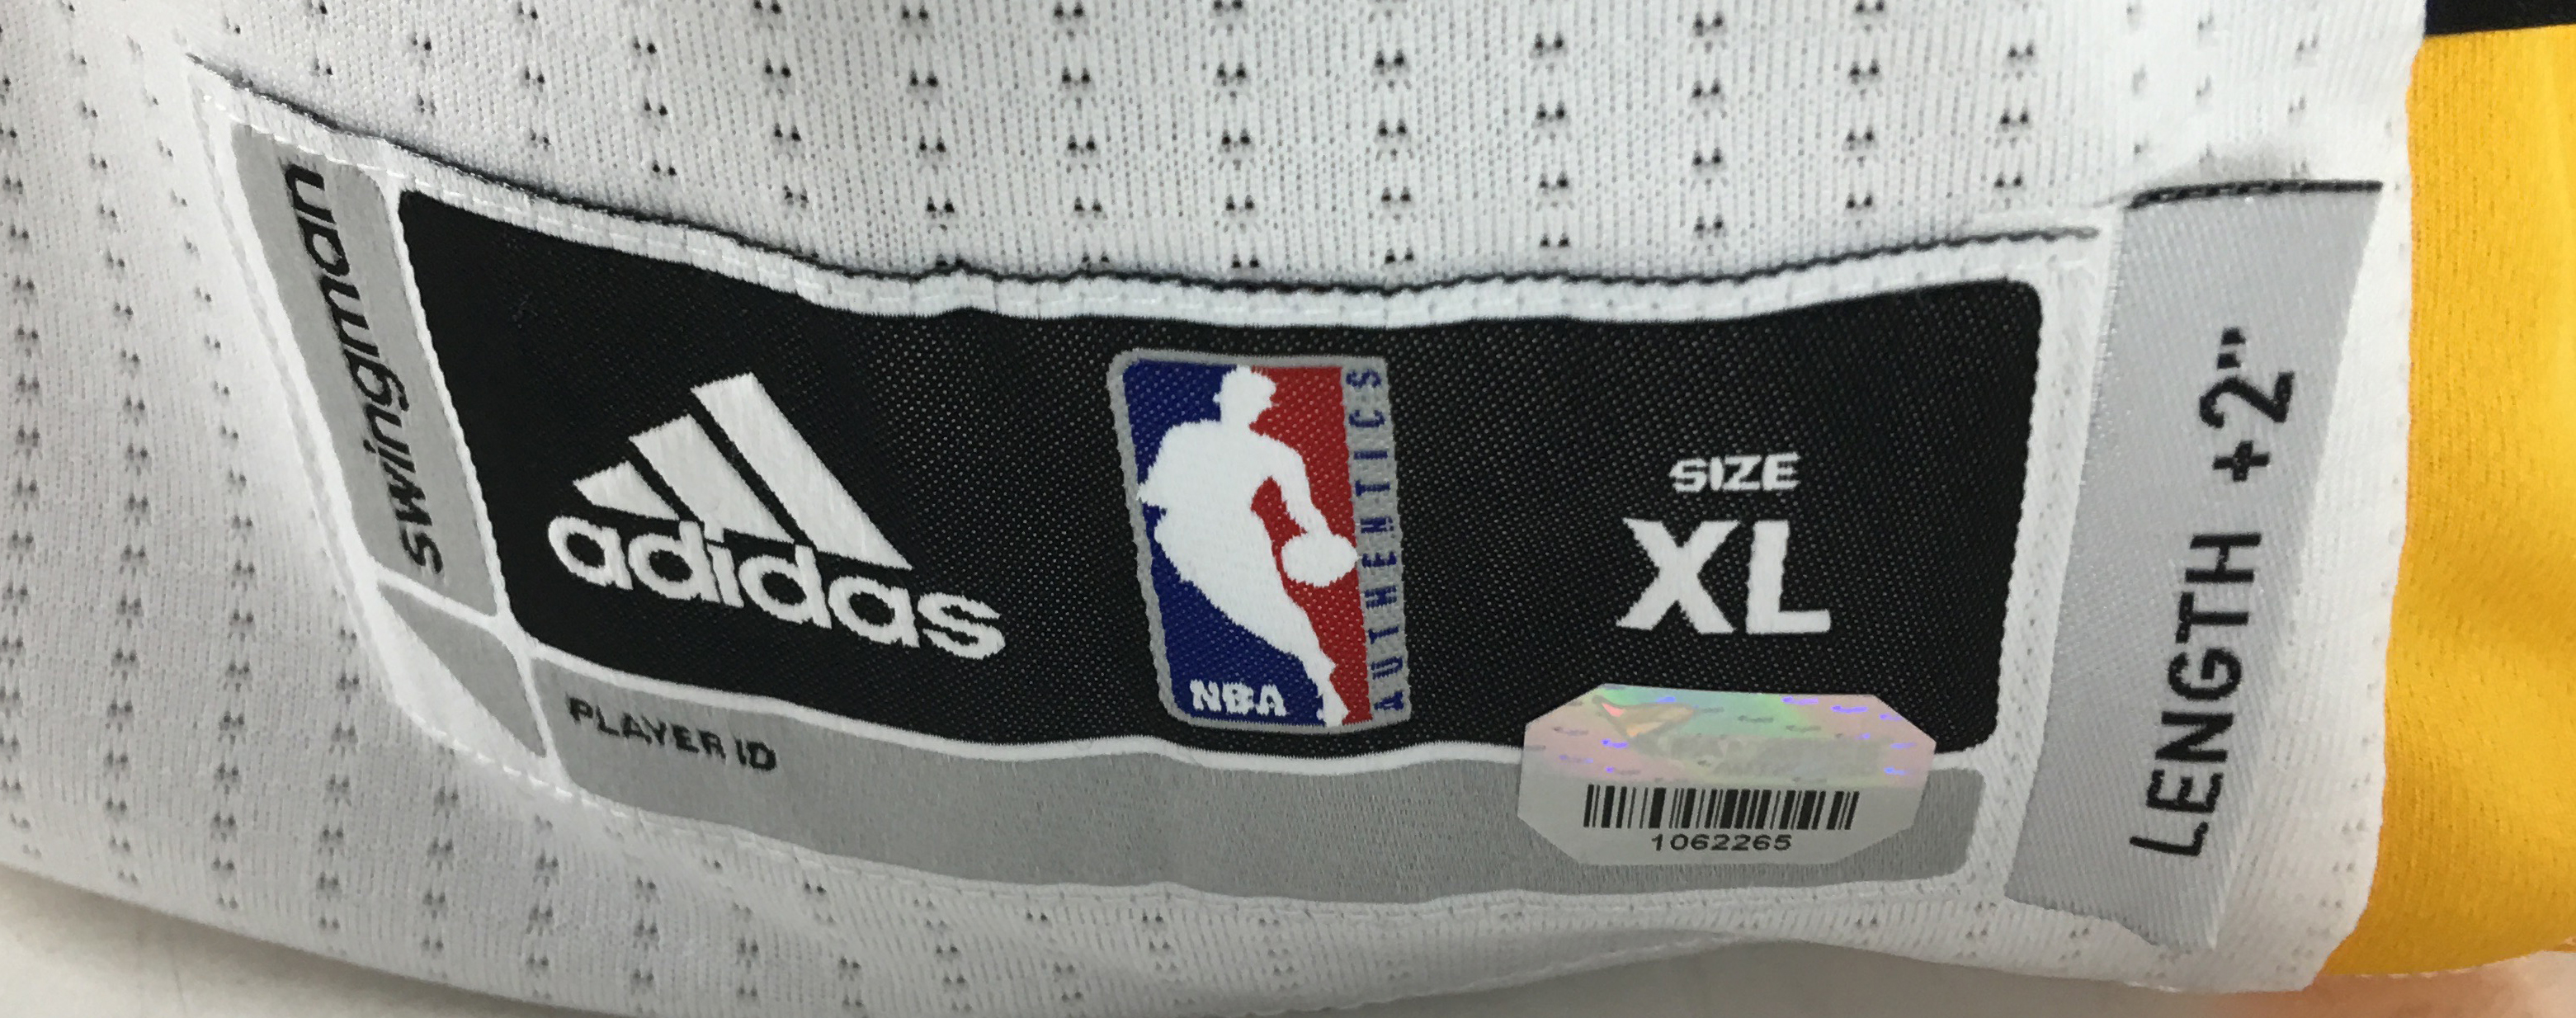 swingman
adidas
NBA
AUTHENTICS
SIZE
XL
PLAYER ID
1062265
LENGTH +2"